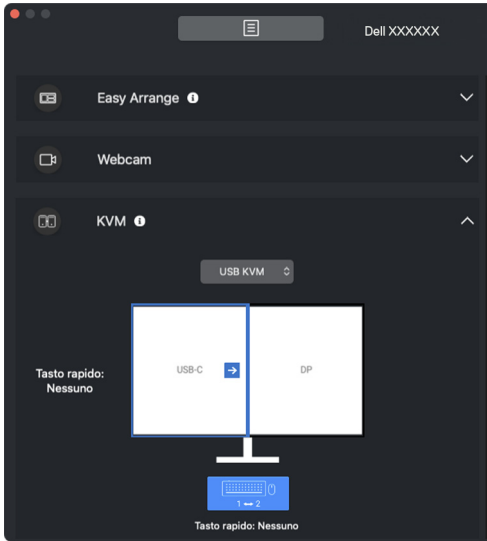 Dell XXXXXX
Easy Arrange
Webcam
KVM
USB KVM
Tasto rapido:
Nessuno
USB-C
DP
1 2
Tasto rapido: Nessuno